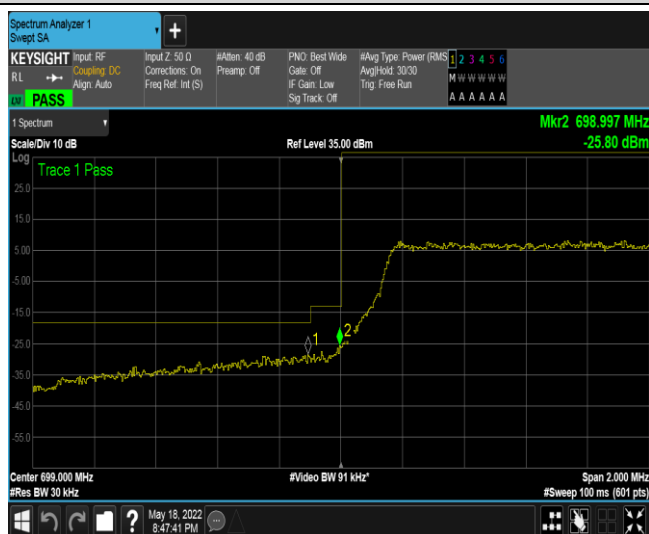 Spectrum Analyzer 1
Swept SA
+
KEYSIGHT
RL
Input: RF
Coupling: DC
Align: Auto
Input Z: 50 Ω
Corrections: On
Freq Ref: Int (S)
#Atten: 40 dB
Preamp: Off
PNO: Best Wide
Gate: Off
IF Gain: Low
Sig Track: Off
#Avg Type: Power (RMS
Avg|Hold: 30/30
Trig: Free Run
1 2 3 4 5 6
M W W W W W
A A A A A A
PASS
1 Spectrum
Mkr2 698.997 MHz
Scale/Div 10 dB
Ref Level 35.00 dBm
-25.80 dBm
Log
Trace 1 Pass
25.0
15.0
5.00
-5.00
-15.0
-25.0
-35.0
-45.0
-55.0
1
2
Center 699.000 MHz
#Video BW 91 kHz*
Span 2.000 MHz
#Res BW 30 kHz
#Sweep 100 ms (601 pts)
?
May 18, 2022
8:47:41 PM